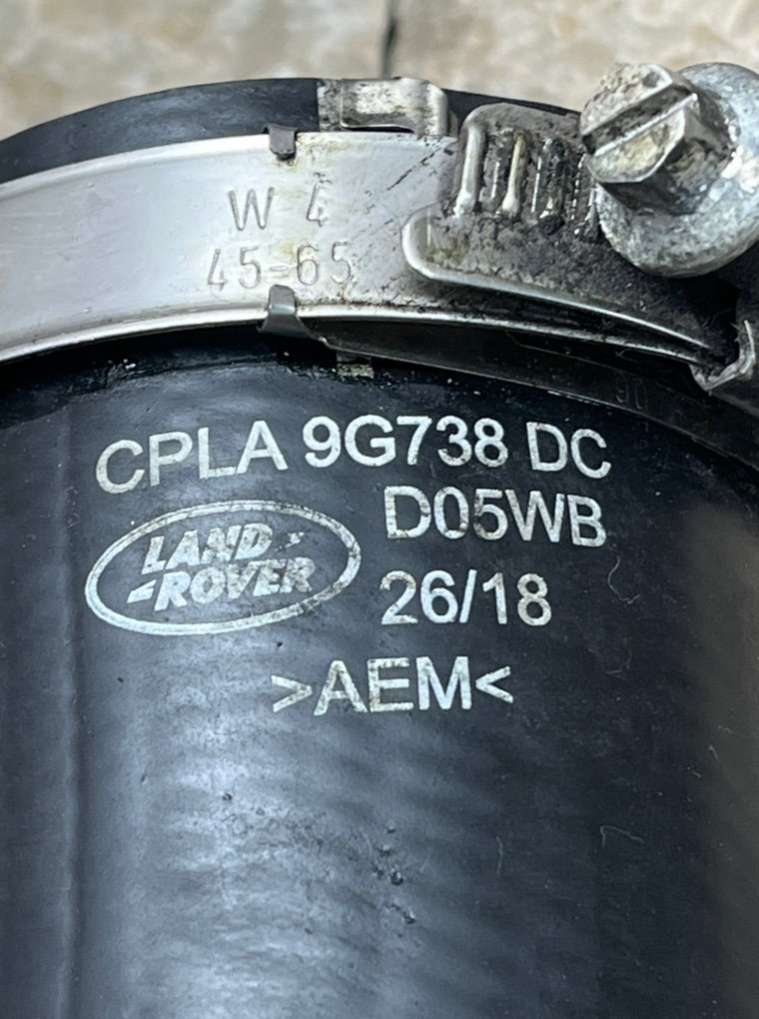 W 4
45-65
CPLA 9G738 DC
D05WB
LAND
ROVER
26/18
>AEM<